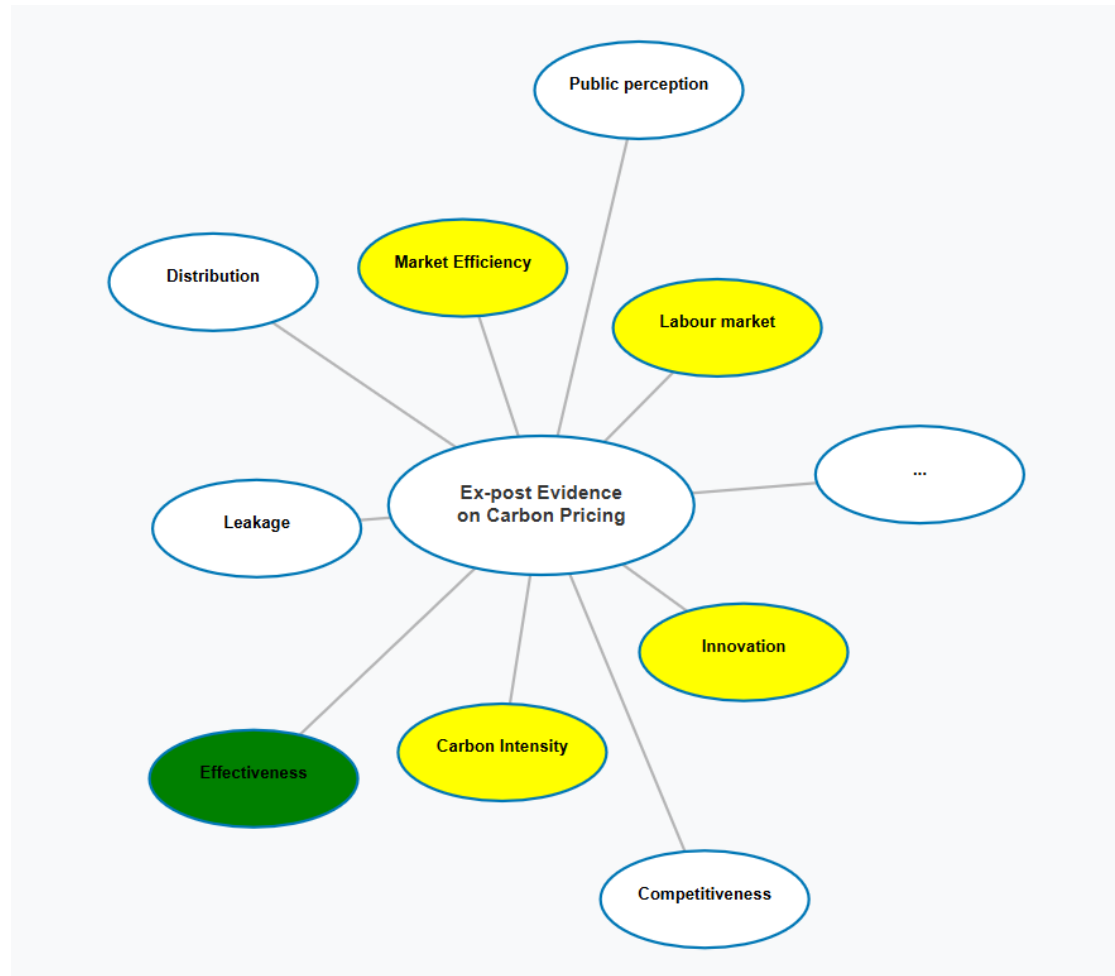 Public perception
Market Efficiency
Distribution
Labour market
...
Ex-post Evidence
on Carbon Pricing
Leakage
Innovation
Carbon Intensity
Effectiveness
Competitiveness